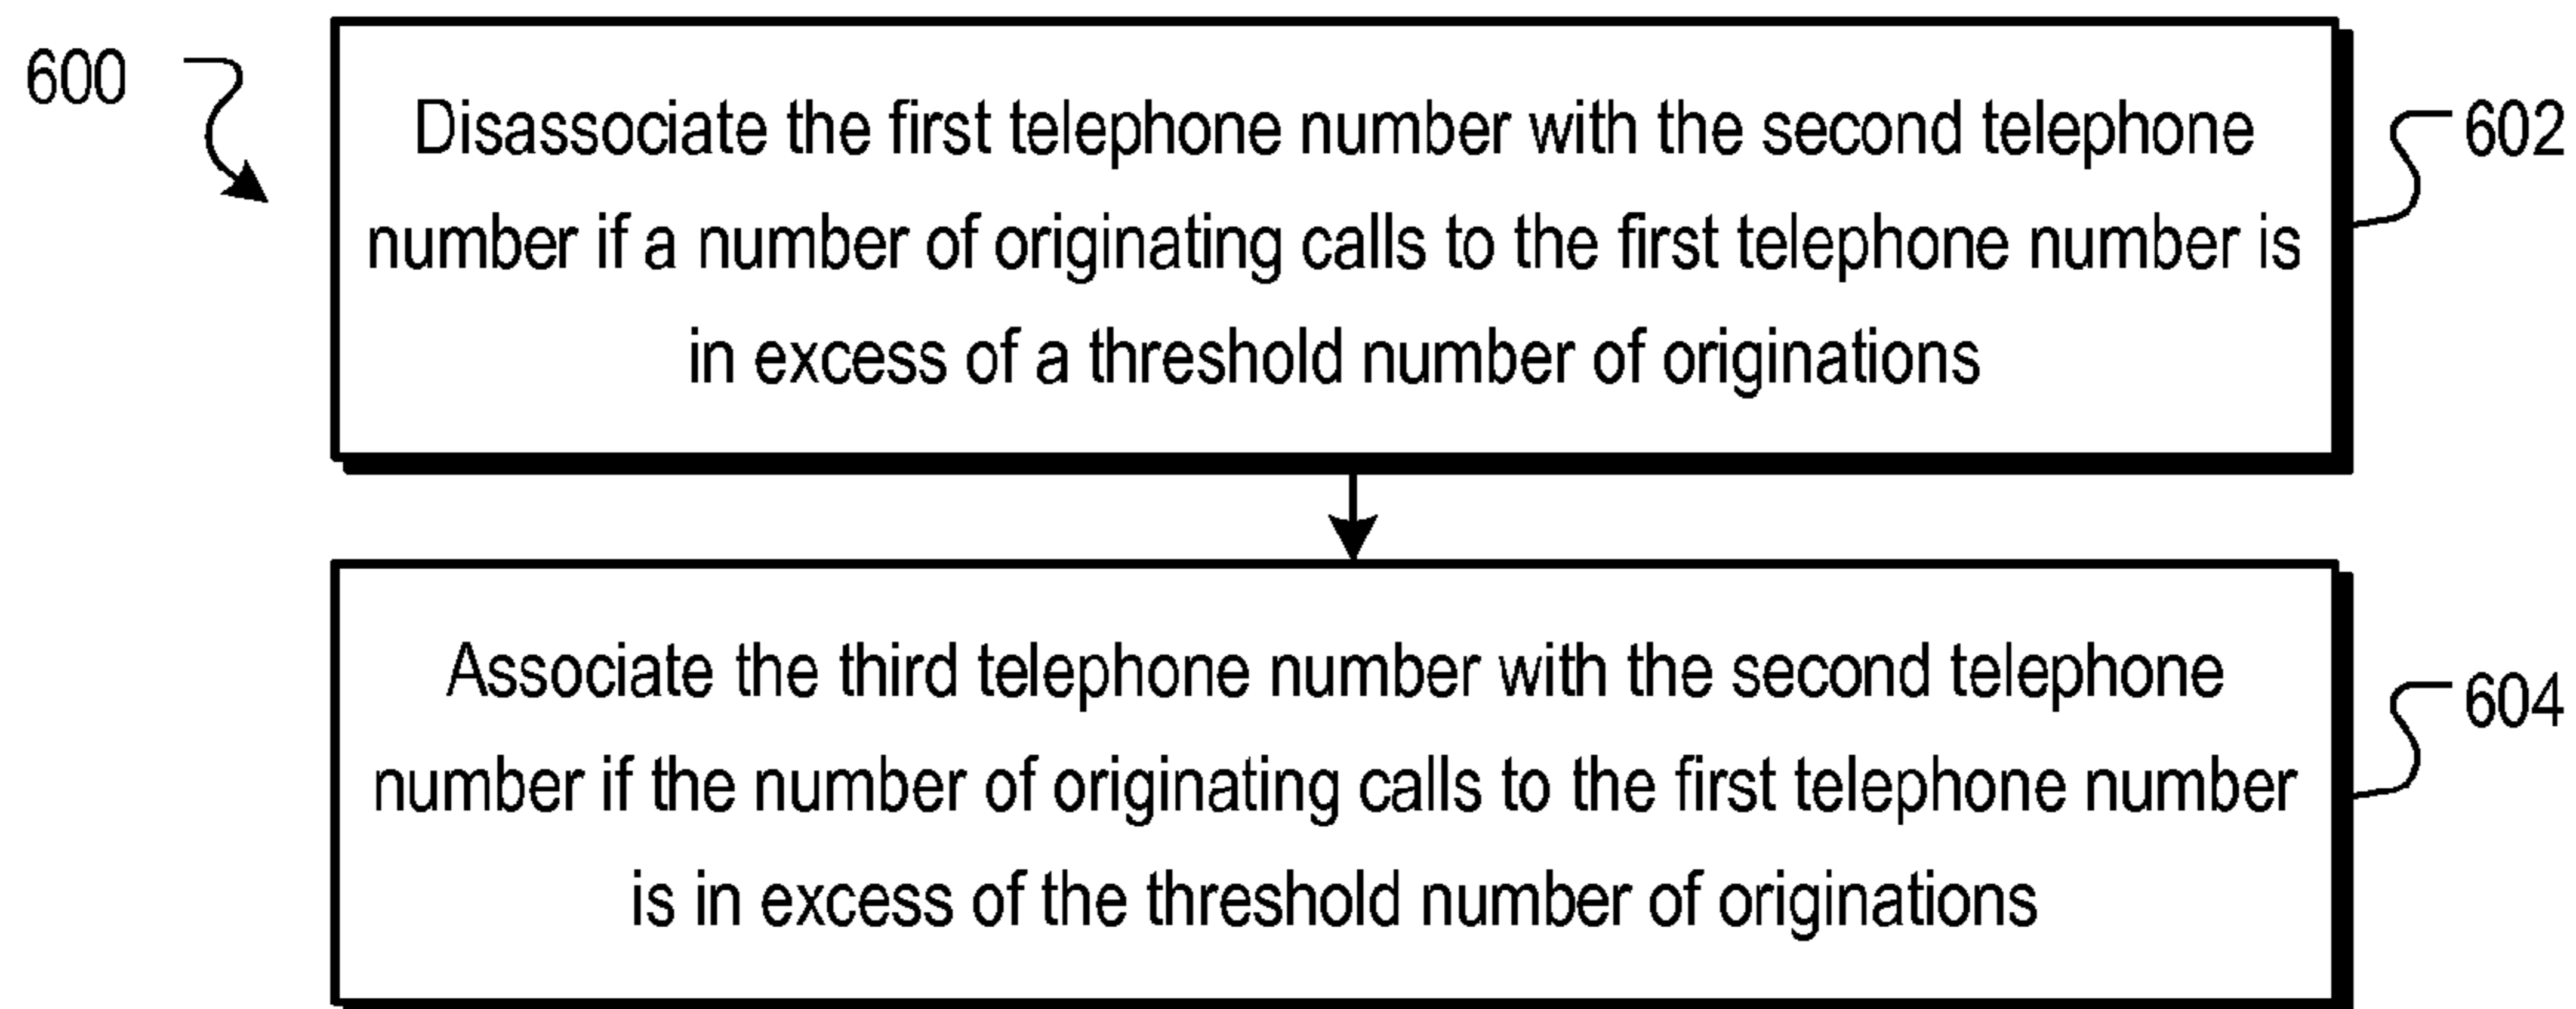 600
Disassociate the first telephone number with the second telephone
number if a number of originating calls to the first telephone number is
in excess of a threshold number of originations
602
Associate the third telephone number with the second telephone
number if the number of originating calls to the first telephone number
is in excess of the threshold number of originations
604